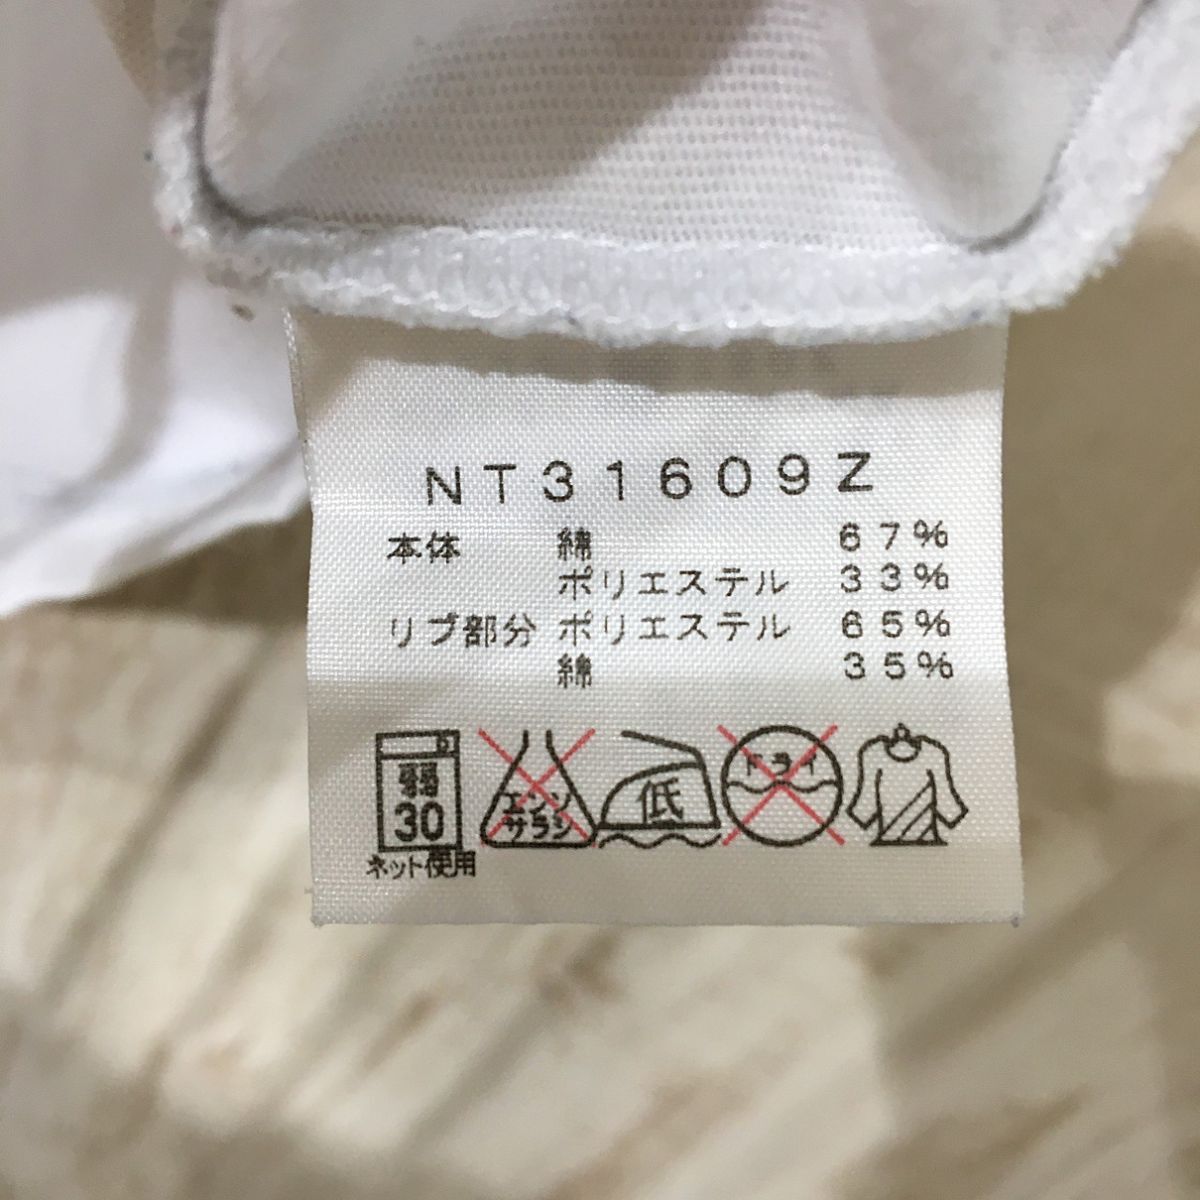 NT31609Z
本体 綿 67%
ポリエステル 33%
リブ部分 ポリエステル 65%
綿 35%
弱 30 エンソサラシ 低 ドライ
ネット使用